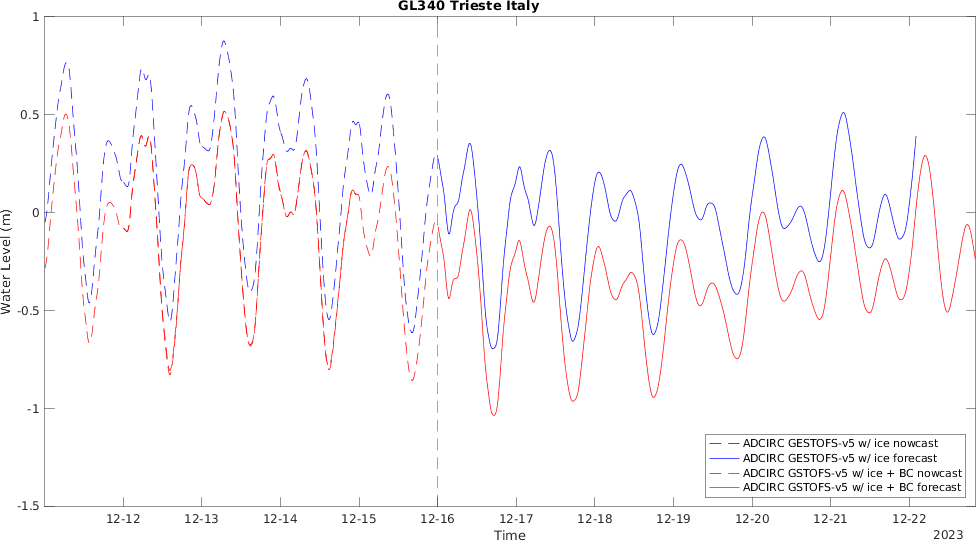 GL340 Trieste Italy
1
0.5
0
-0.5
-1
-1.5
Water Level (m)
ADCIRC GESTOFS-v5 w/ ice nowcast
ADCIRC GESTOFS-v5 w/ ice forecast
ADCIRC GSTOFS-v5 w/ ice + BC nowcast
ADCIRC GSTOFS-v5 w/ ice + BC forecast
12-12 12-13 12-14 12-15 12-16 12-17 12-18 12-19 12-20 12-21 12-22
Time
2023